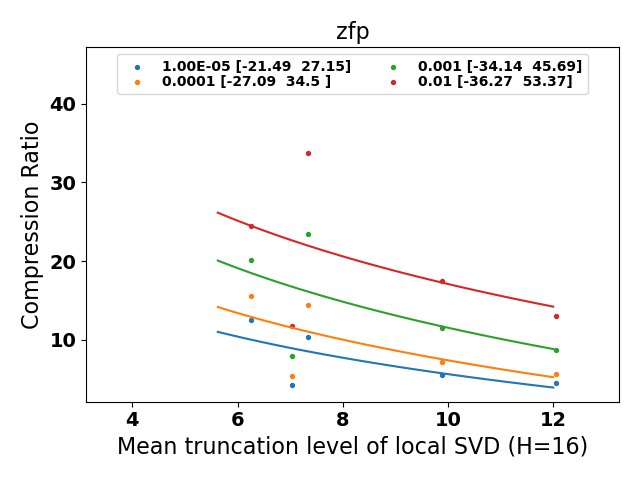 zfp
1.00E-05 [-21.49  27.15]
0.0001 [-27.09  34.5 ]
0.001 [-34.14  45.69]
0.01 [-36.27  53.37]
Compression Ratio
40
30
20
10
4 6 8 10 12
Mean truncation level of local SVD (H=16)